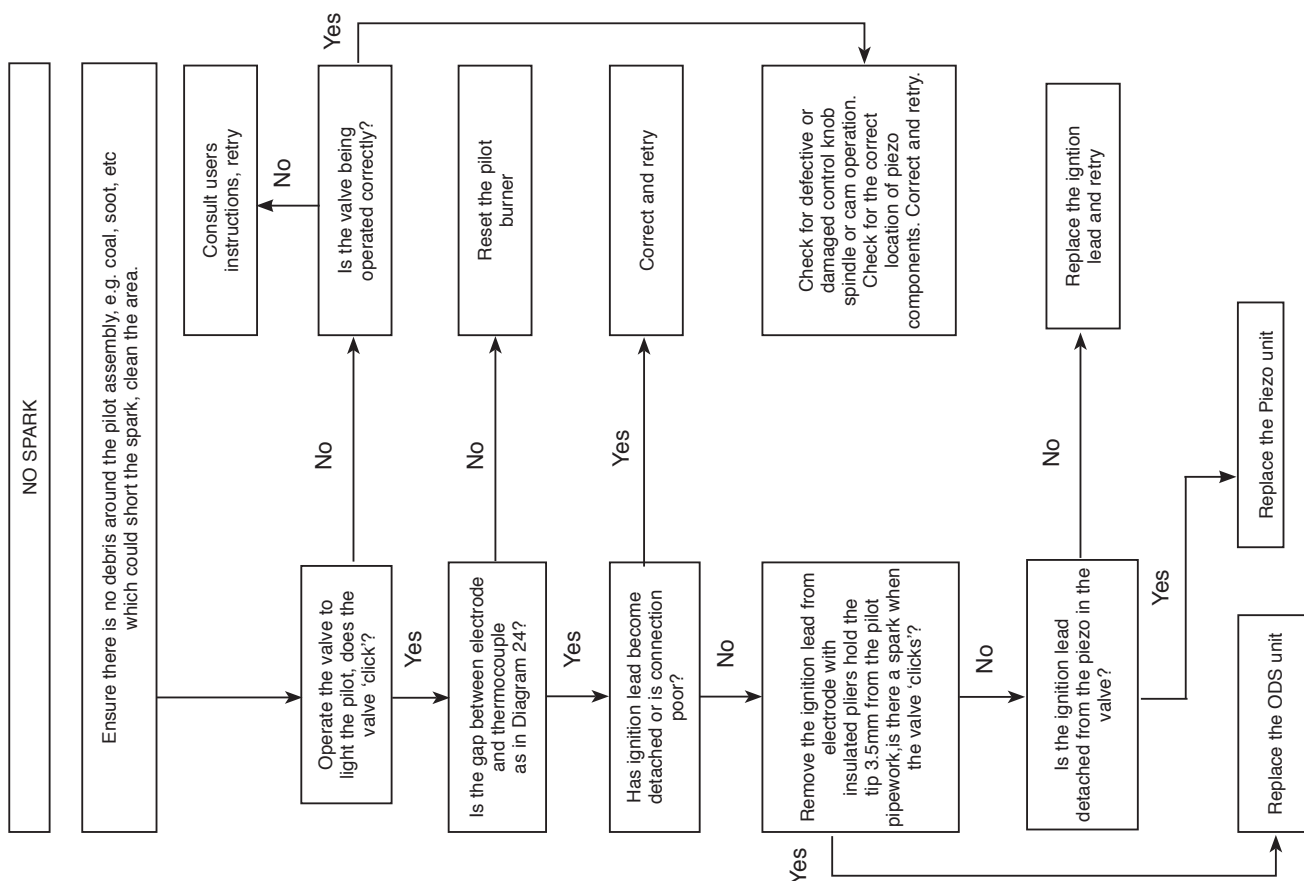 NO SPARK
Ensure there is no debris around the pilot assembly, e.g. coal, soot, etc
which could short the spark, clean the area.
Operate the valve to
light the pilot, does the
valve ‘click’?
No
Is the valve being
operated correctly?
No
Consult users
instructions, retry
Yes
Yes
Is the gap between electrode
and thermocouple
as in Diagram 24?
No
Reset the pilot
burner
Yes
Has ignition lead become
detached or is connection
poor?
Yes
Correct and retry
No
Remove the ignition lead from
electrode with
insulated pliers hold the
tip 3.5mm from the pilot
pipework,is there a spark when
the valve ‘clicks’?
Check for defective or
damaged control knob
spindle or cam operation.
Check for the correct
location of piezo
components. Correct and retry.
Yes
No
Is the ignition lead
detached from the piezo in the
valve?
No
Replace the igntion
lead and retry
Yes
Replace the ODS unit
Replace the Piezo unit